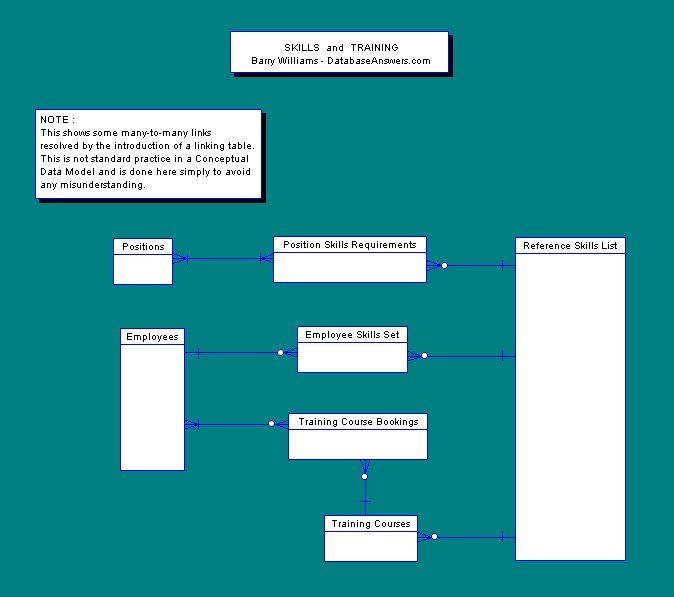 SKILLS and TRAINING
Barry Williams - DatabaseAnswers.com
NOTE :
This shows some many-to-many links
resolved by the introduction of a linking table.
This is not standard practice in a Conceptual
Data Model and is done here simply to avoid
any misunderstanding.
Positions
Position Skills Requirements
Reference Skills List
Employees
Employee Skills Set
Training Course Bookings
Training Courses